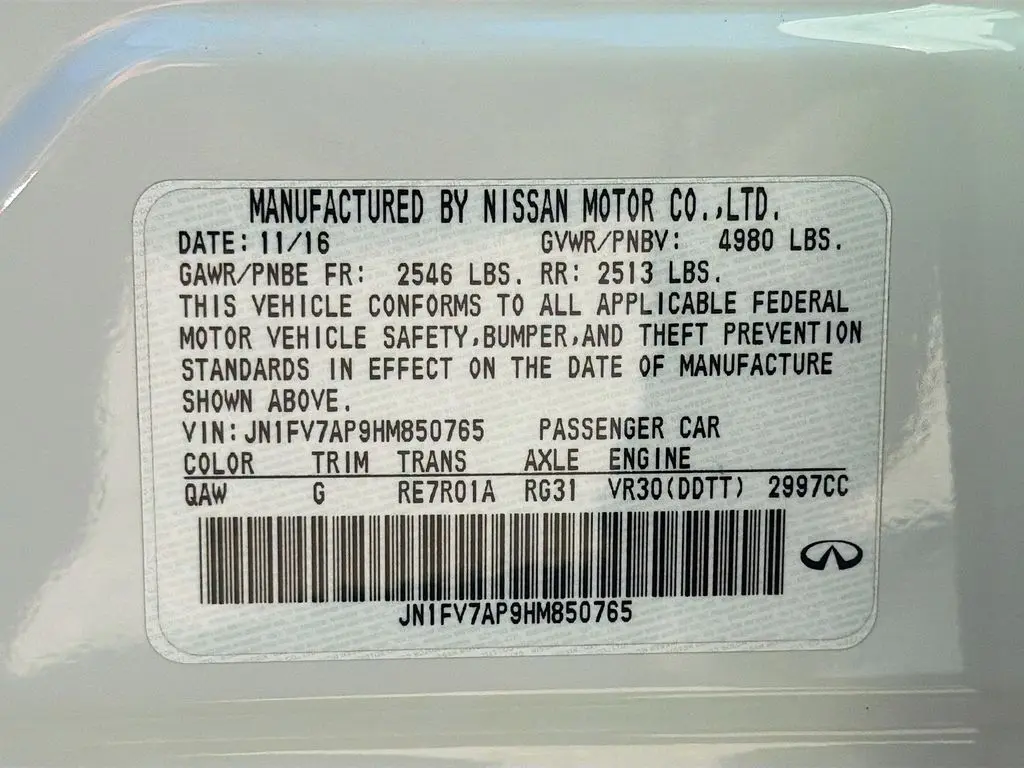 MANUFACTURED BY NISSAN MOTOR CO.,LTD.
DATE: 11/16 GVWR/PNBV: 4980 LBS.
GAWR/PNBE FR: 2546 LBS. RR: 2513 LBS.
THIS VEHICLE CONFORMS TO ALL APPLICABLE FEDERAL
MOTOR VEHICLE SAFETY,BUMPER,AND THEFT PREVENTION
STANDARDS IN EFFECT ON THE DATE OF MANUFACTURE
SHOWN ABOVE.
VIN:JN1FV7AP9HM850765 PASSENGER CAR
COLOR TRIM TRANS AXLE ENGINE
QAW G RE7R01A RG31 VR30(DDTT) 2997CC
JN1FV7AP9HM850765